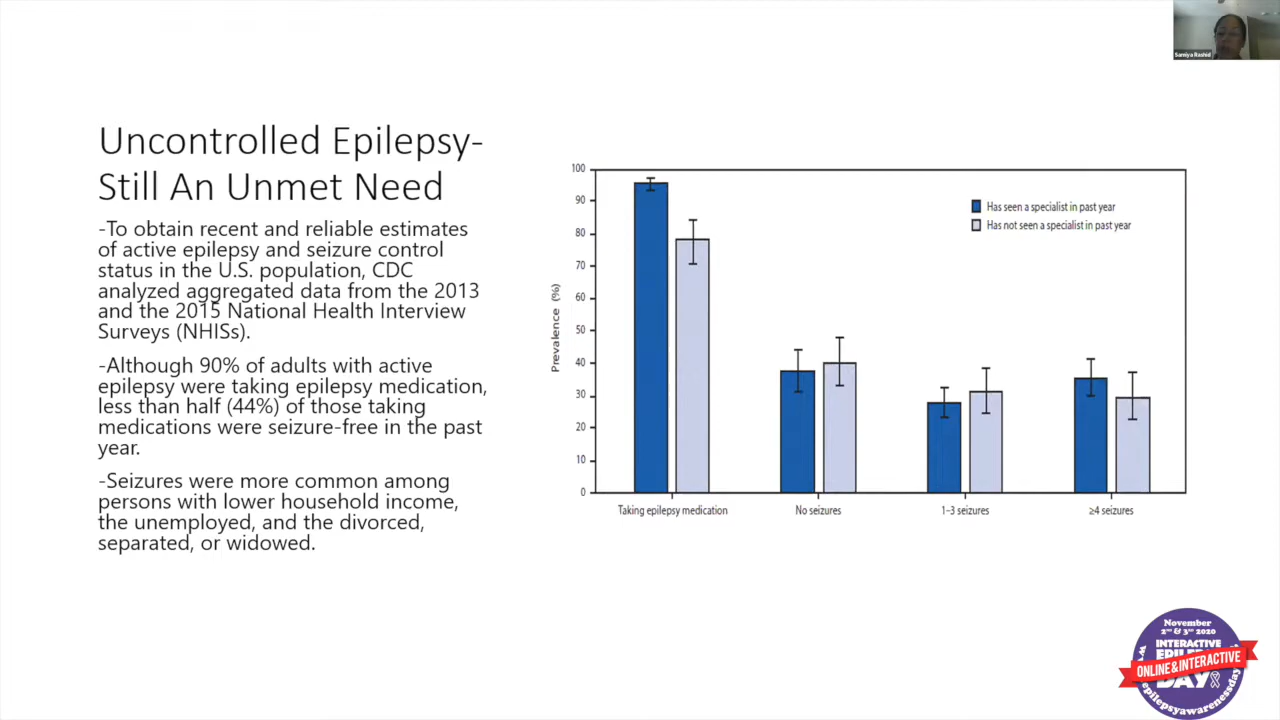 Samiya Rashid
Uncontrolled Epilepsy-
Still An Unmet Need
-To obtain recent and reliable estimates
of active epilepsy and seizure control
status in the U.S. population, CDC
analyzed aggregated data from the 2013
and the 2015 National Health Interview
Surveys (NHISs).
-Although 90% of adults with active
epilepsy were taking epilepsy medication,
less than half (44%) of those taking
medications were seizure-free in the past
year.
-Seizures were more common among
persons with lower household income,
the unemployed, and the divorced,
separated, or widowed.
Prevalence (%)
100
90
80
70
60
50
40
30
20
10
0
Has seen a specialist in past year
Has not seen a specialist in past year
Taking epilepsy medication
No seizures
1–3 seizures
≥4 seizures
November
2ND & 3RD 2020
INTERACTIVE
ONLINE & INTERACTIVE
DAY
epilepsyawarenessday